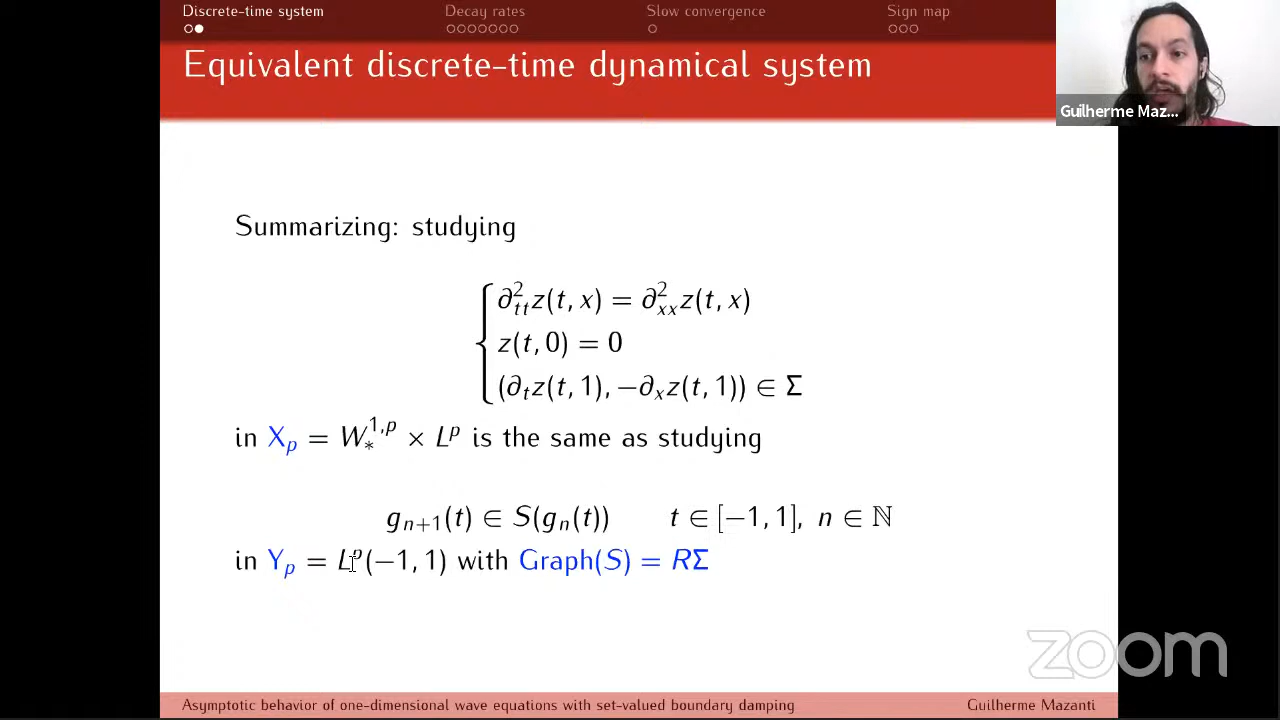 Discrete-time system Decay rates Slow convergence Sign map
Equivalent discrete-time dynamical system
Guilherme Maz...
Summarizing: studying
∂²ₜₜz(t, x) = ∂²ₓₓz(t, x)
z(t, 0) = 0
(∂ₜz(t, 1), −∂ₓz(t, 1)) ∈ Σ
in Xₚ = W^{1,p}_* × L^p is the same as studying
gₙ₊₁(t) ∈ S(gₙ(t)) t ∈ [−1, 1], n ∈ ℕ
in Yₚ = L^p(−1, 1) with Graph(S) = RΣ
zoom
Asymptotic behavior of one-dimensional wave equations with set-valued boundary damping Guilherme Mazanti